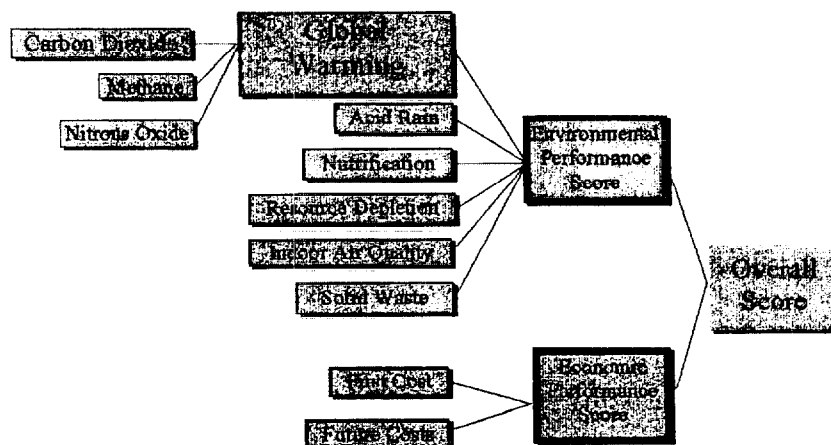 Carbon Dioxide
Methane
Nitrous Oxide
Global
Warming
Acid Rain
Nutrification
Resource Depletion
Indoor Air Quality
Solid Waste
Environmental
Performance
Score
First Cost
Future Costs
Economic
Performance
Score
Overall
Score